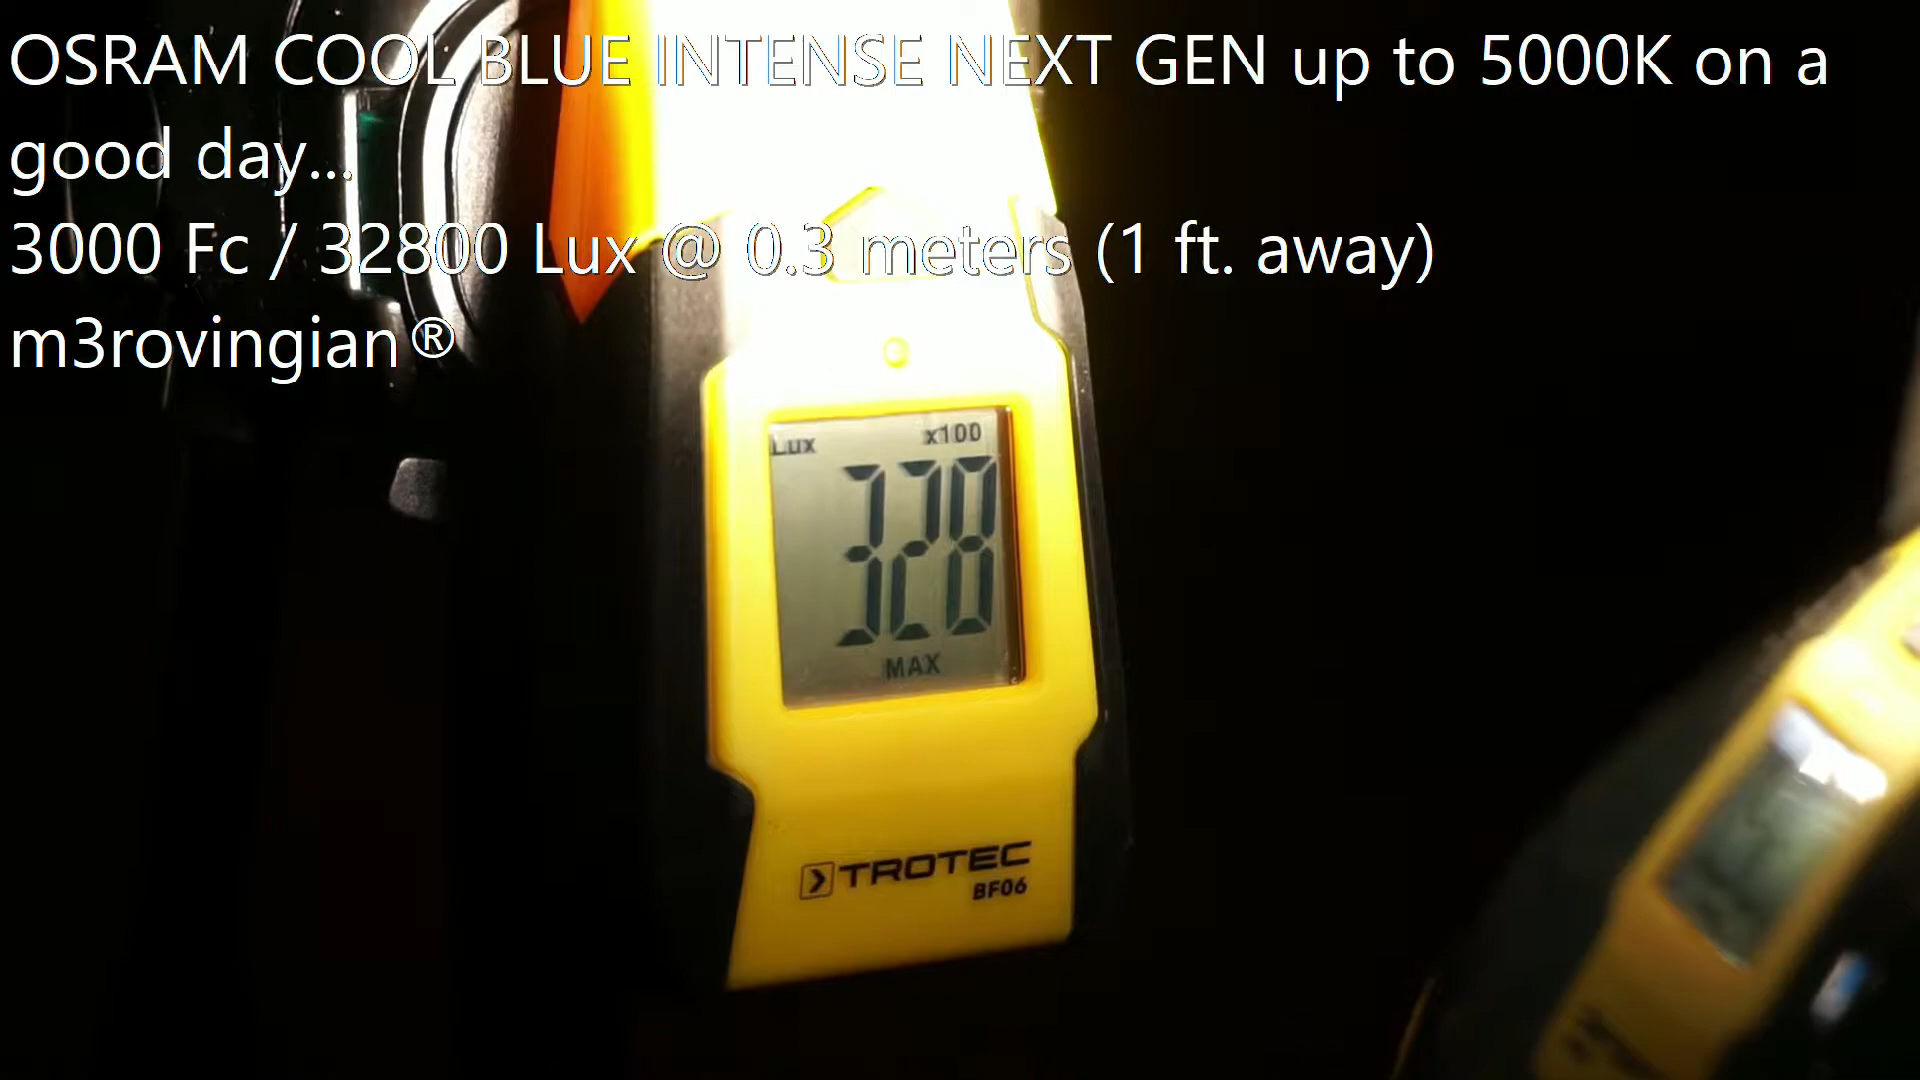 OSRAM COOL BLUE INTENSE NEXT GEN up to 5000K on a
good day...
3000 Fc / 32800 Lux @ 0.3 meters (1 ft. away)
m3rovingian®
Lux x100
328
MAX
TROTEC
BF06